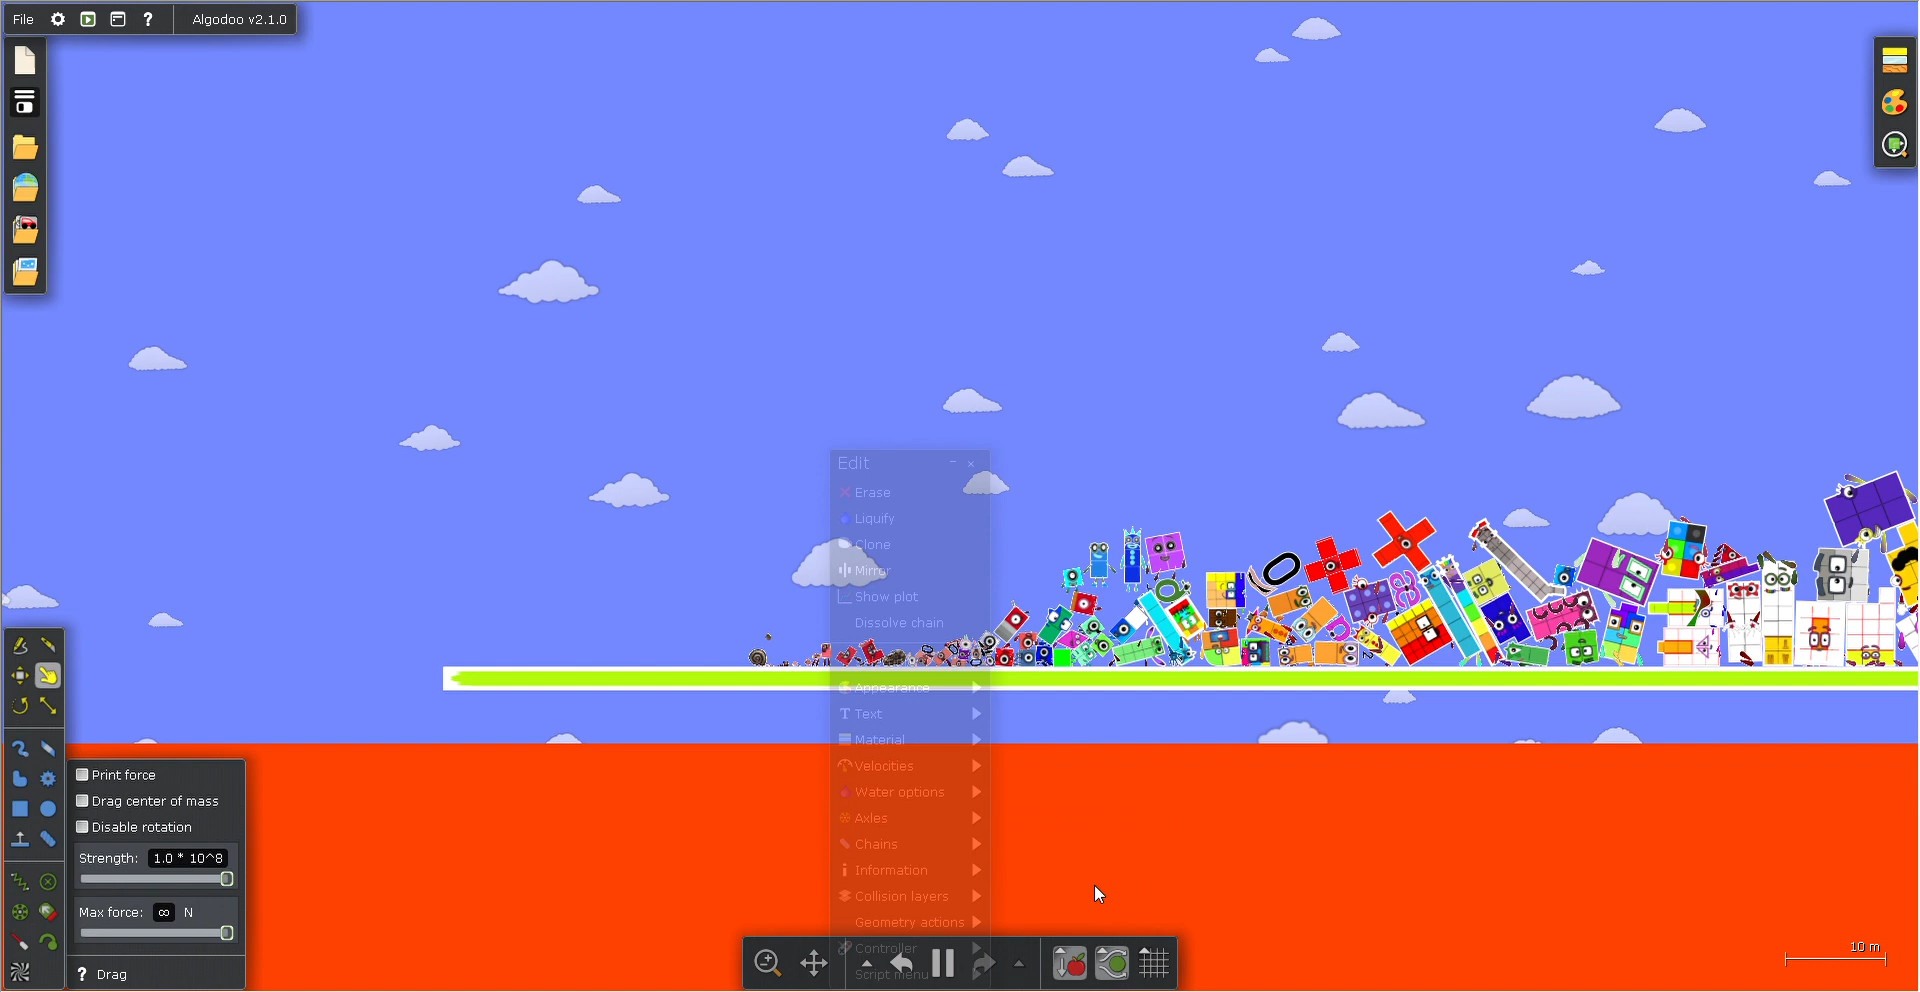 File
?
Algodoo v2.1.0
Edit
Erase
Liquify
Clone
Mirror
Show plot
Dissolve chain
Appearance
Text
Material
Velocities
Water options
Axles
Chains
Information
Collision layers
Geometry actions
Controller
Script menu
Print force
Drag center of mass
Disable rotation
Strength: 1.0 * 10^8
Max force: ∞ N
? Drag
10 m